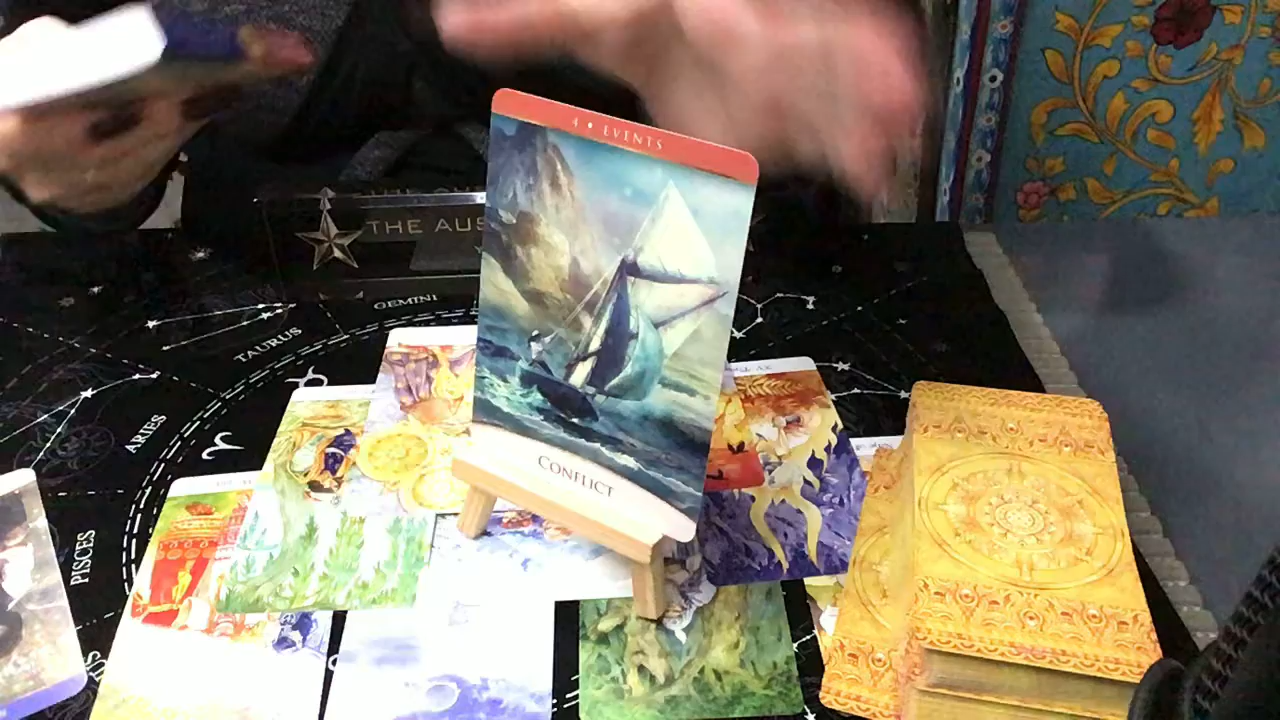 4 • EVENTS
THE AUS
GEMINI
TAURUS
ARIES
CONFLICT
PISCES